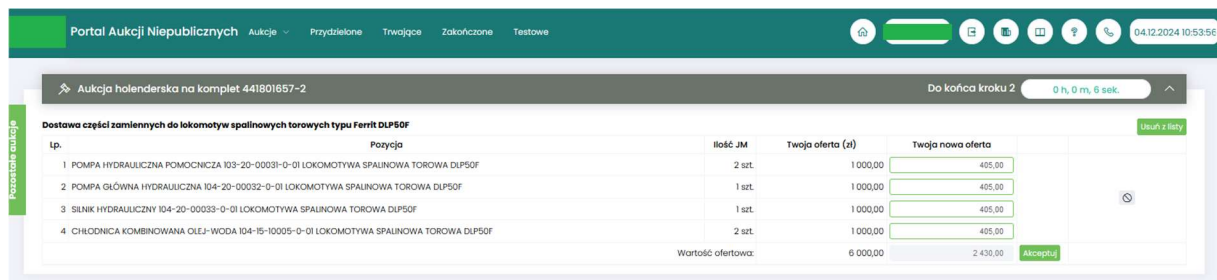 Portal Aukcji Niepublicznych Aukcje Przydzielone Trwające Zakończone Testowe 04.12.2024 10:53:56
Aukcja holenderska na komplet 441801657-2 Do końca kroku 2 0 h, 0 m, 6 sek.
Pozostałe aukcje
Dostawa części zamiennych do lokomotyw spalinowych torowych typu Ferrit DLP50F Usuń z listy
Lp. Pozycja Ilość JM Twoja oferta (zł) Twoja nowa oferta
1 POMPA HYDRAULICZNA POMOCNICZA 103-20-00031-0-01 LOKOMOTYWA SPALINOWA TOROWA DLP50F 2 szt. 1 000,00 405,00
2 POMPA GŁÓWNA HYDRAULICZNA 104-20-00032-0-01 LOKOMOTYWA SPALINOWA TOROWA DLP50F 1 szt. 1 000,00 405,00
3 SILNIK HYDRAULICZNY 104-20-00033-0-01 LOKOMOTYWA SPALINOWA TOROWA DLP50F 1 szt. 1 000,00 405,00
4 CHŁODNICA KOMBINOWANA OLEJ-WODA 104-15-10005-0-01 LOKOMOTYWA SPALINOWA TOROWA DLP50F 2 szt. 1 000,00 405,00
Wartość ofertowa: 6 000,00 2 430,00 Akceptuj